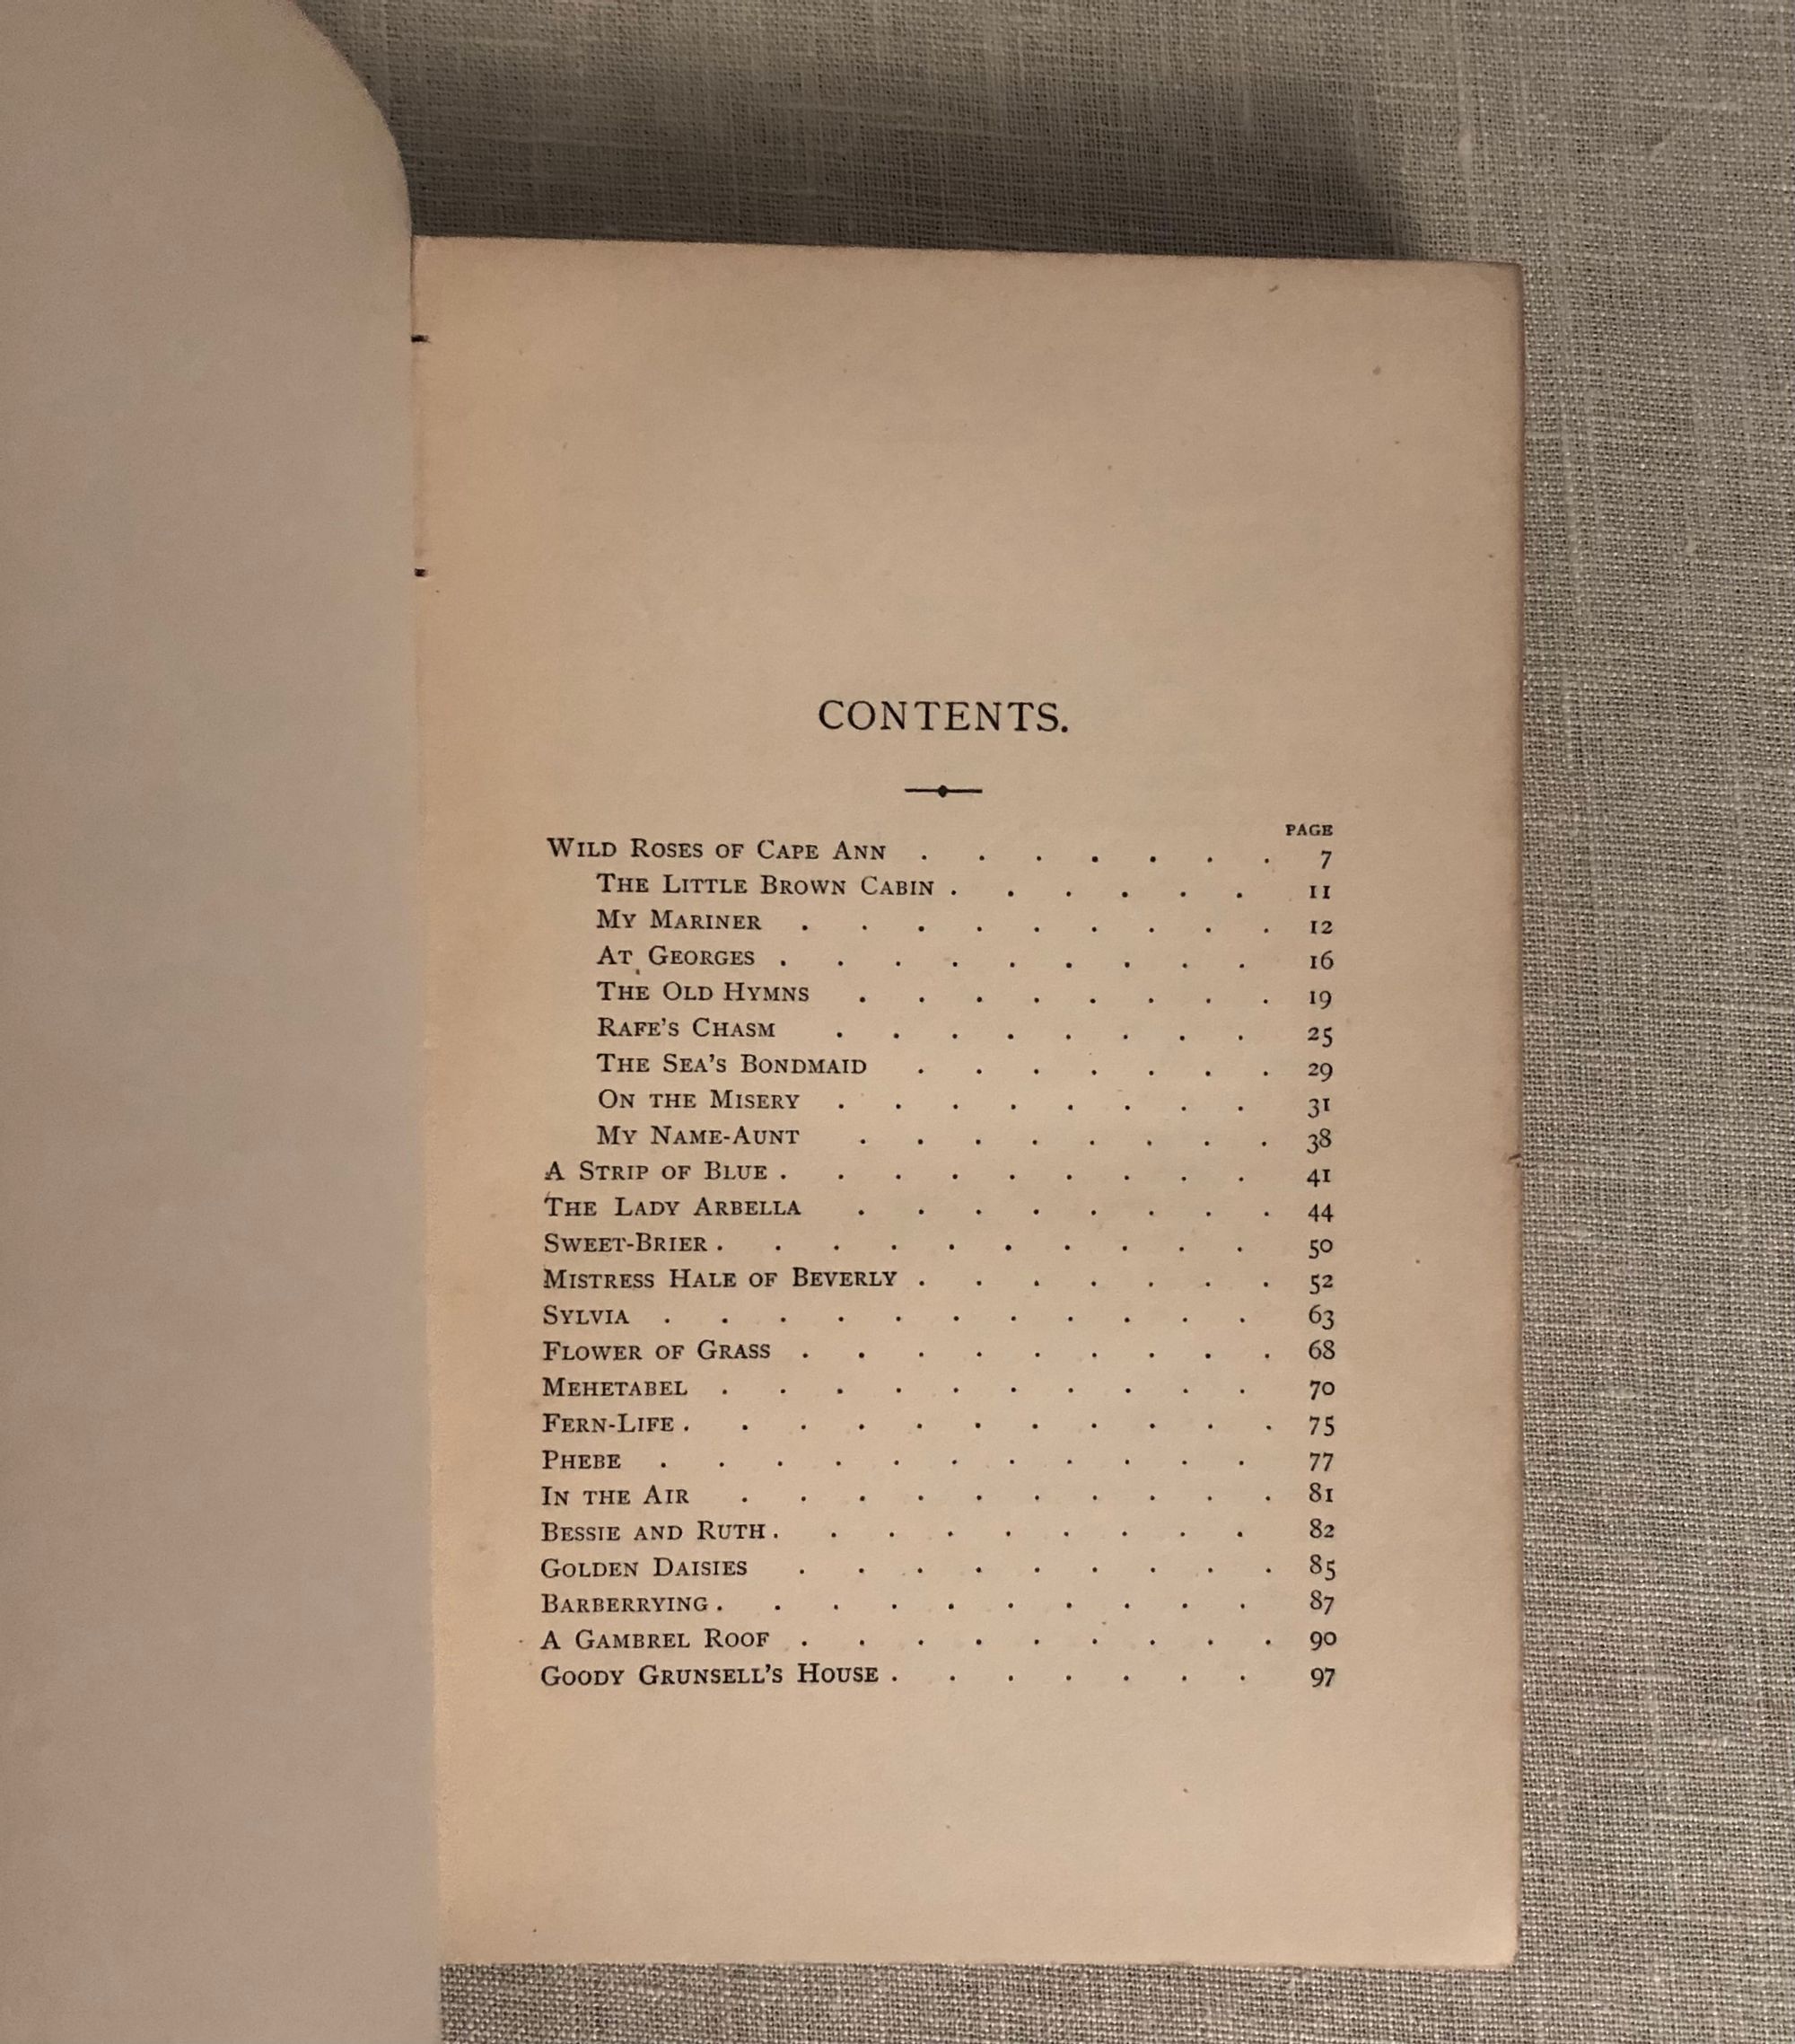 CONTENTS.
PAGE
WILD ROSES OF CAPE ANN . . . . . . . 7
THE LITTLE BROWN CABIN . . . . . . 11
MY MARINER . . . . . . . . . 12
AT GEORGES . . . . . . . . . 16
THE OLD HYMNS . . . . . . . . 19
RAFE'S CHASM . . . . . . . . 25
THE SEA'S BONDMAID . . . . . . . 29
ON THE MISERY . . . . . . . . 31
MY NAME-AUNT . . . . . . . . 38
A STRIP OF BLUE . . . . . . . . . 41
THE LADY ARBELLA . . . . . . . . 44
SWEET-BRIER . . . . . . . . . . 50
MISTRESS HALE OF BEVERLY . . . . . . . 52
SYLVIA . . . . . . . . . . . 63
FLOWER OF GRASS . . . . . . . . . 68
MEHETABEL . . . . . . . . . . 70
FERN-LIFE . . . . . . . . . . . 75
PHEBE . . . . . . . . . . . 77
IN THE AIR . . . . . . . . . . 81
BESSIE AND RUTH . . . . . . . . . 82
GOLDEN DAISIES . . . . . . . . . 85
BARBERRYING . . . . . . . . . . 87
A GAMBREL ROOF . . . . . . . . . 90
GOODY GRUNSELL'S HOUSE . . . . . . . 97